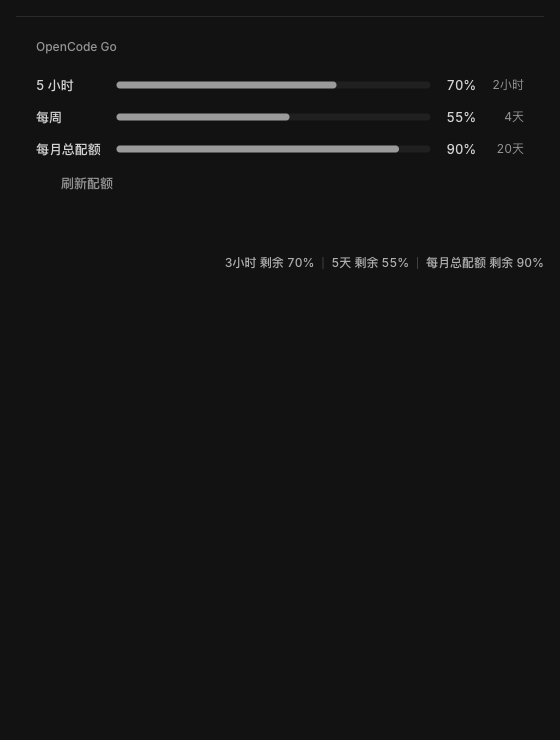 OpenCode Go
5 小时 70% 2小时
每周 55% 4天
每月总配额 90% 20天
刷新配额
3小时 剩余 70% | 5天 剩余 55% | 每月总配额 剩余 90%